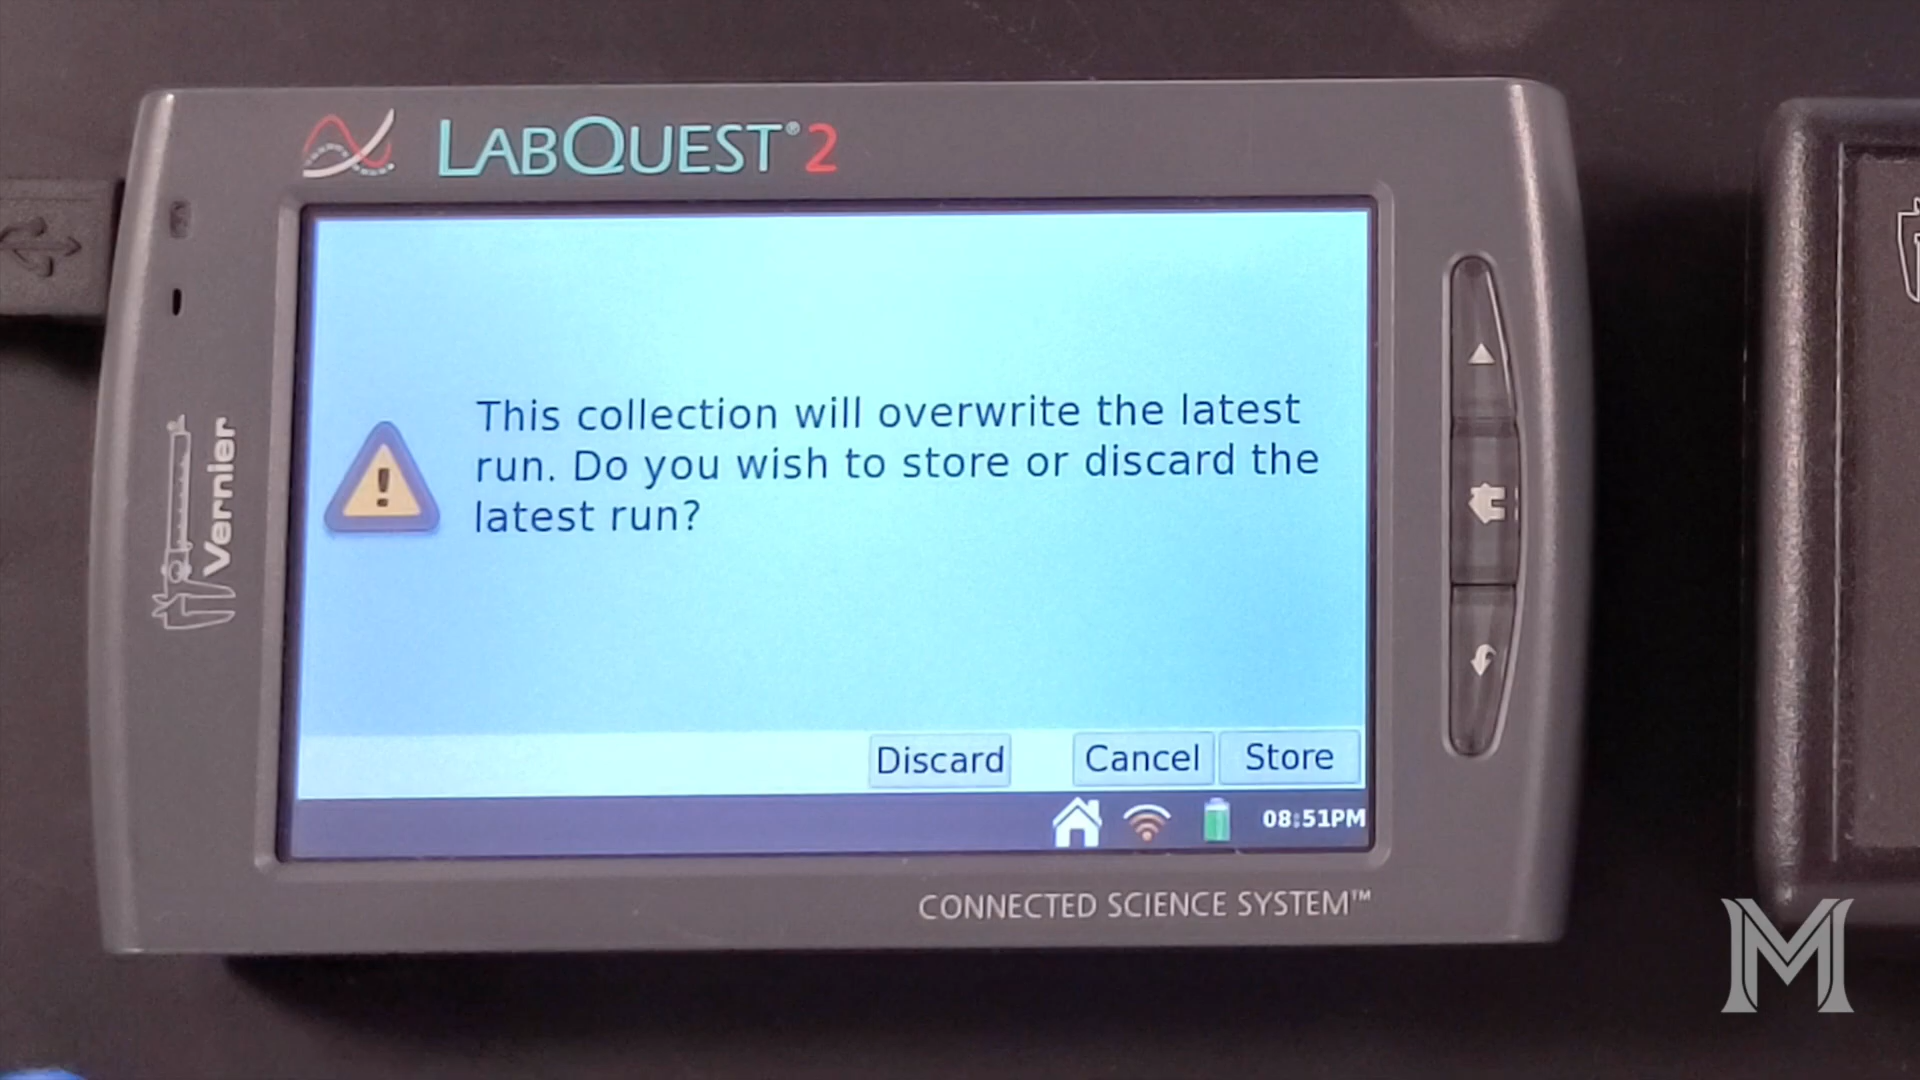 LABQUEST® 2
Vernier
This collection will overwrite the latest
run. Do you wish to store or discard the
latest run?
Discard Cancel Store
08:51PM
CONNECTED SCIENCE SYSTEM™
M